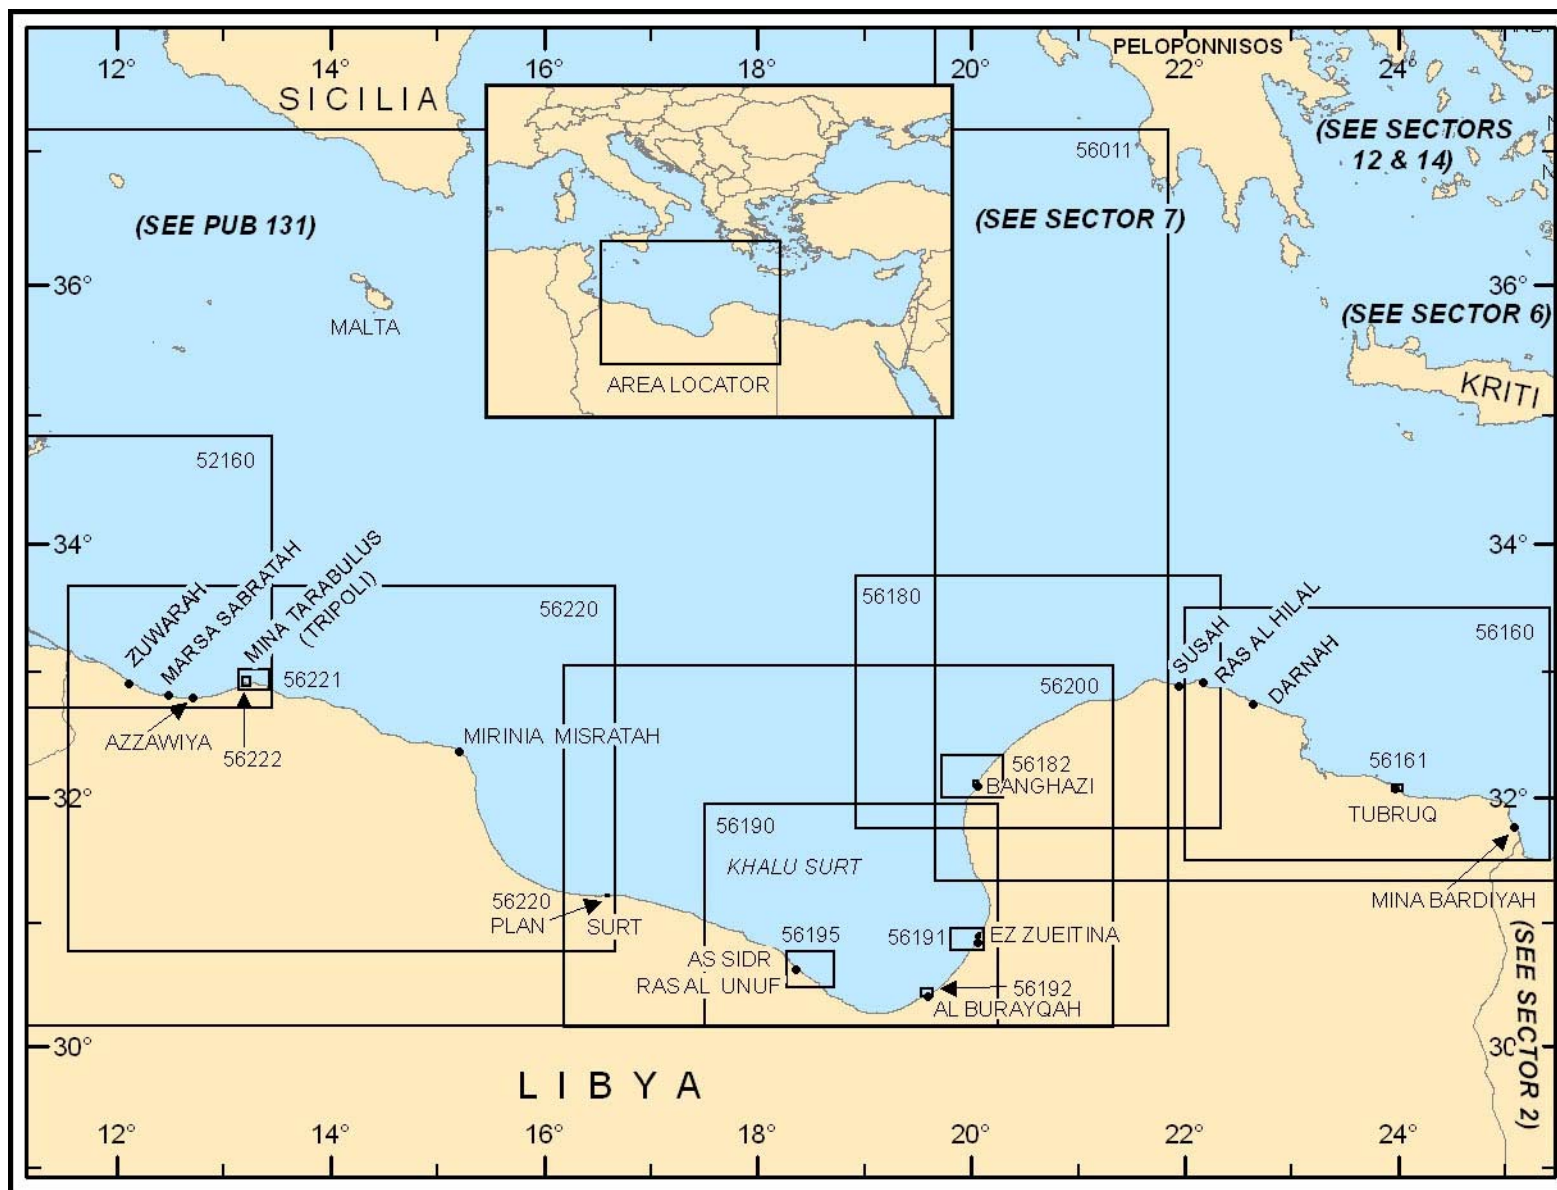 PELOPONNISOS
12°
14°
16°
18°
20°
22°
24°
SICILIA
(SEE SECTORS
12 & 14)
56011
(SEE PUB 131)
(SEE SECTOR 7)
36°
36°
MALTA
(SEE SECTOR 6)
AREA LOCATOR
KRITI
52160
34°
34°
ZUWARAH
MARSA SABRATAH
MINA TARABULUS
(TRIPOLI)
56220
56180
SUSAH
RAS AL HILAL
DARNAH
56160
56221
56200
AZZAWIYA
56222
MIRINIA MISRATAH
56182
BANGHAZI
56161
32°
32°
TUBRUQ
56190
KHALU SURT
56220
PLAN
SURT
MINA BARDIYAH
56195
56191
EZ ZUEITINA
AS SIDR
RAS AL UNUF
56192
AL BURAYQAH
(SEE SECTOR 2)
30°
30°
LIBYA
12°
14°
16°
18°
20°
22°
24°